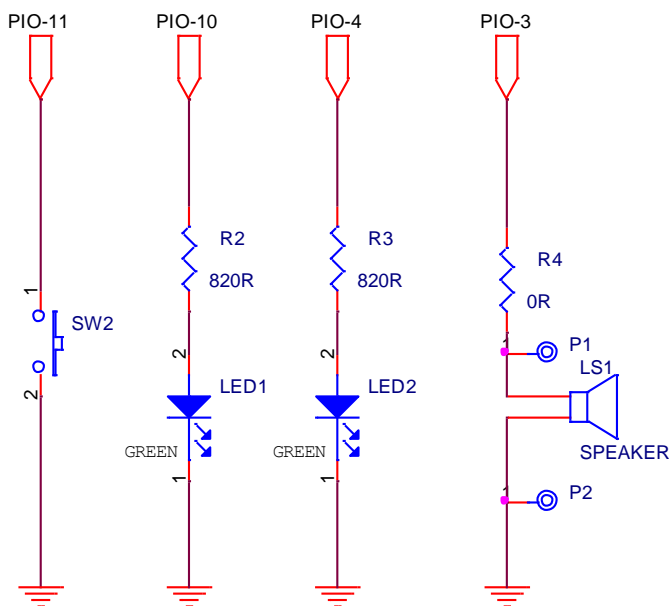 PIO-11
PIO-10
PIO-4
PIO-3
R2
820R
R3
820R
R4
0R
1
SW2
2
2
LED1
GREEN
1
2
LED2
GREEN
1
1
P1
LS1
SPEAKER
1
P2